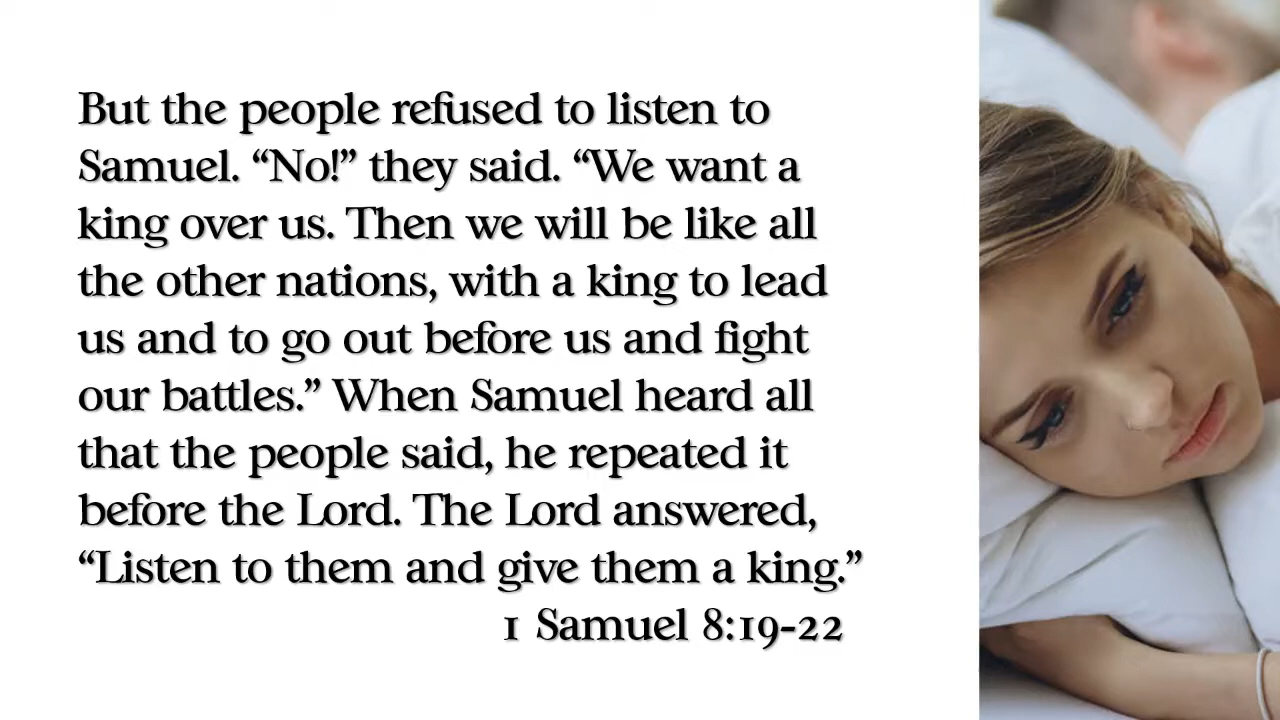 But the people refused to listen to
Samuel. “No!” they said. “We want a
king over us. Then we will be like all
the other nations, with a king to lead
us and to go out before us and fight
our battles.” When Samuel heard all
that the people said, he repeated it
before the Lord. The Lord answered,
“Listen to them and give them a king.”
1 Samuel 8:19-22